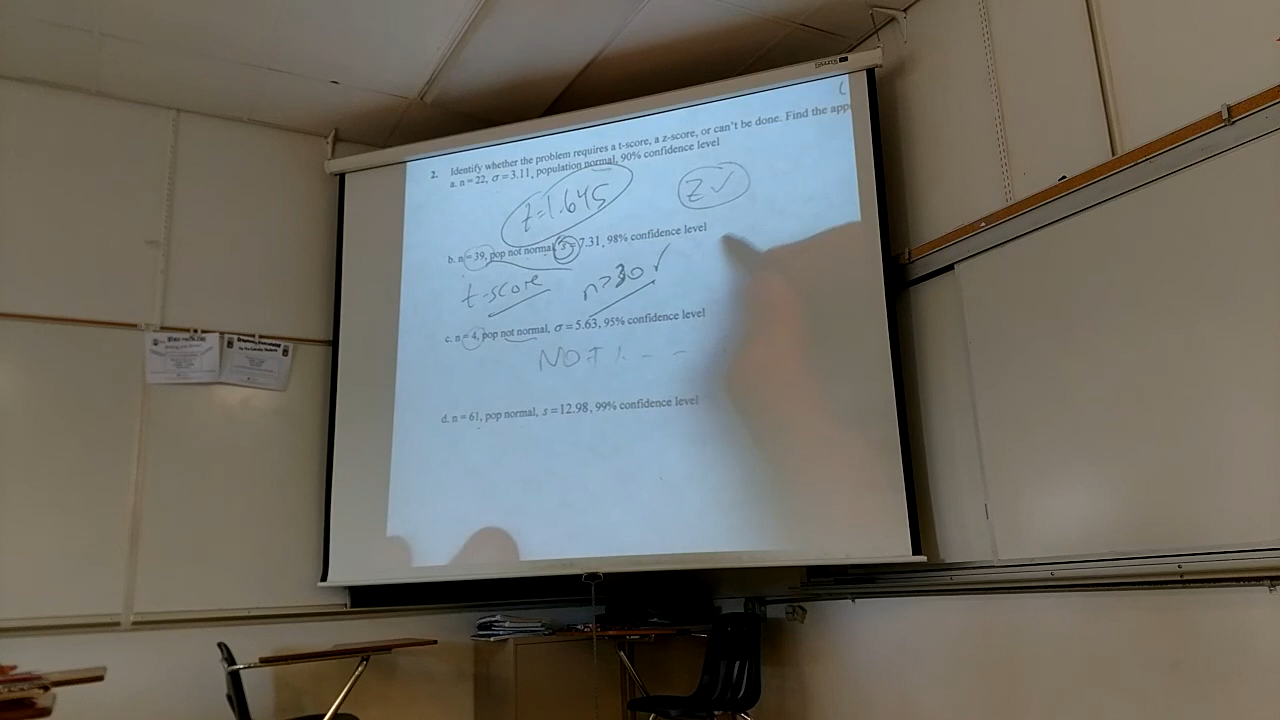 2. Identify whether the problem requires a t-score, a z-score, or can't be done. Find the app
a. n = 22, σ = 3.11, population normal, 90% confidence level
z=1.645
z✓
b. n = 39, pop not normal, s = 7.31, 98% confidence level
t-score
n>30 ✓
c. n = 4, pop not normal, σ = 5.63, 95% confidence level
NOT
d. n = 61, pop normal, s = 12.98, 99% confidence level